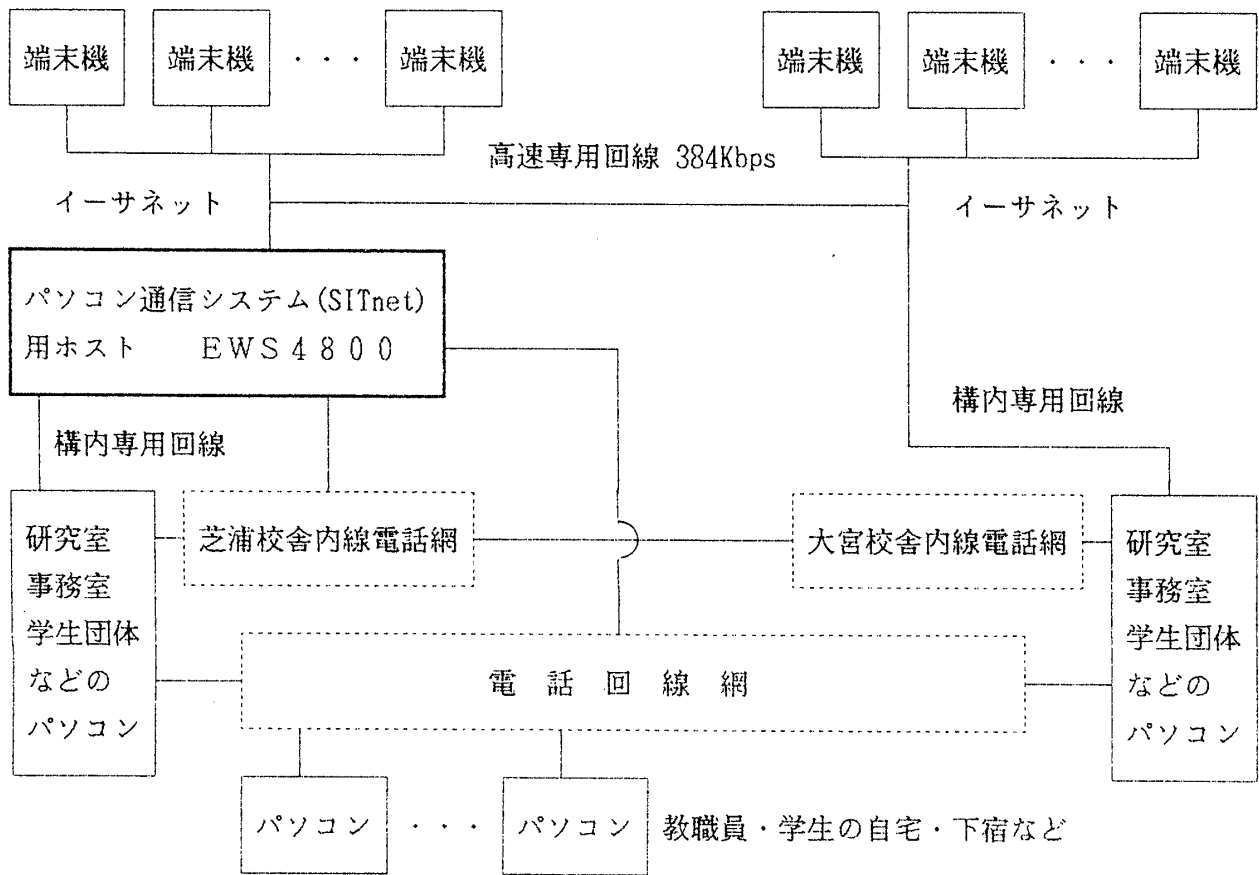 端末機 端末機 ・・・ 端末機 端末機 端末機 ・・・ 端末機
高速専用回線 384Kbps
イーサネット イーサネット
パソコン通信システム(SITnet)
用ホスト ＥＷＳ４８００
構内専用回線
構内専用回線
研究室
事務室
学生団体
などの
パソコン
芝浦校舎内線電話網
大宮校舎内線電話網
研究室
事務室
学生団体
などの
パソコン
電話回線網
パソコン ・・・ パソコン 教職員・学生の自宅・下宿など